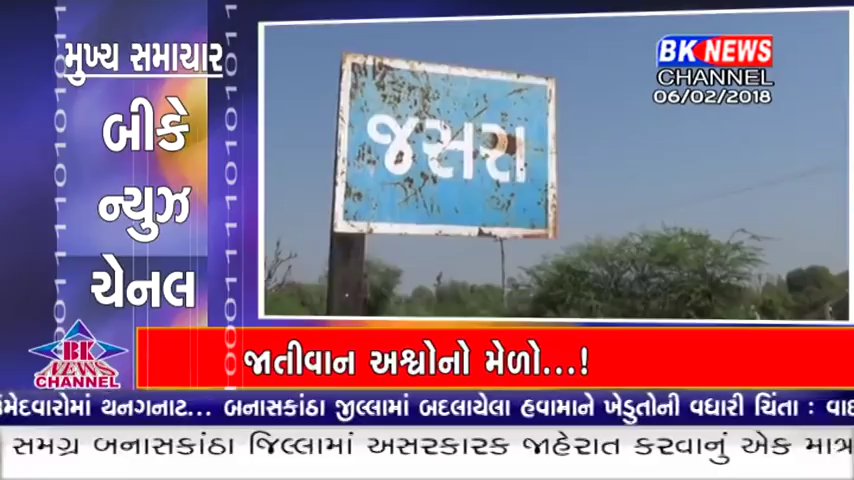 મુખ્ય સમાચાર
બીકે
ન્યુઝ
ચેનલ
BK NEWS
CHANNEL
06/02/2018
જસરા
BK
NEWS
CHANNEL
જાતીવાન અશ્વોનો મેળો...!
થનગનાટ... બનાસકાંઠા જીલ્લામાં બદલાયેલા હવામાને ખેડુતોની વધારી ચિંતા :
સમગ્ર બનાસકાંઠા જિલ્લામાં અસરકારક જાહેરાત કરવાનું એક માત્ર